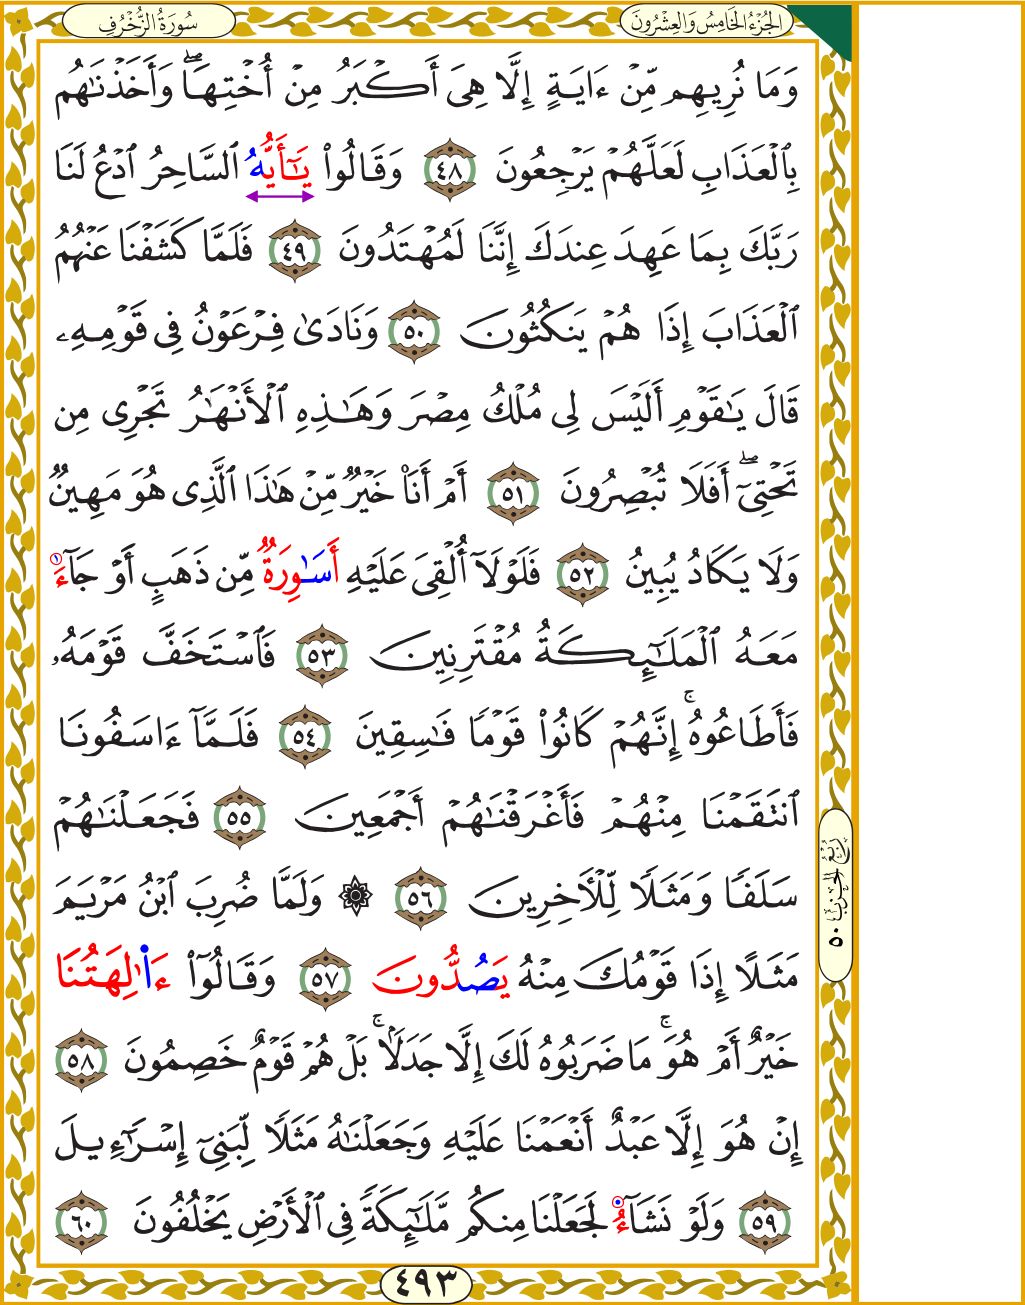 سُورَةُ الزُّخْرُفِ
الجُزْءُ الخَامِسُ وَالعِشْرُونَ
وَمَا نُرِيهِم مِّنْ ءَايَةٍ إِلَّا هِىَ أَكْبَرُ مِنْ أُخْتِهَاۖ وَأَخَذْنَٰهُم
بِٱلْعَذَابِ لَعَلَّهُمْ يَرْجِعُونَ ٤٨ وَقَالُوا۟ يَٰٓأَيُّهُ ٱلسَّاحِرُ ٱدْعُ لَنَا
رَبَّكَ بِمَا عَهِدَ عِندَكَ إِنَّنَا لَمُهْتَدُونَ ٤٩ فَلَمَّا كَشَفْنَا عَنْهُمُ
ٱلْعَذَابَ إِذَا هُمْ يَنكُثُونَ ٥٠ وَنَادَىٰ فِرْعَوْنُ فِى قَوْمِهِۦ
قَالَ يَٰقَوْمِ أَلَيْسَ لِى مُلْكُ مِصْرَ وَهَٰذِهِ ٱلْأَنْهَٰرُ تَجْرِى مِن
تَحْتِىٓۖ أَفَلَا تُبْصِرُونَ ٥١ أَمْ أَنَا۠ خَيْرٌ مِّنْ هَٰذَا ٱلَّذِى هُوَ مَهِينٌ
وَلَا يَكَادُ يُبِينُ ٥٢ فَلَوْلَآ أُلْقِىَ عَلَيْهِ أَسَٰوِرَةٌ مِّن ذَهَبٍ أَوْ جَآءَ
مَعَهُ ٱلْمَلَٰٓئِكَةُ مُقْتَرِنِينَ ٥٣ فَٱسْتَخَفَّ قَوْمَهُۥ
فَأَطَاعُوهُۚ إِنَّهُمْ كَانُوا۟ قَوْمًا فَٰسِقِينَ ٥٤ فَلَمَّآ ءَاسَفُونَا
ٱنتَقَمْنَا مِنْهُمْ فَأَغْرَقْنَٰهُمْ أَجْمَعِينَ ٥٥ فَجَعَلْنَٰهُمْ
سَلَفًا وَمَثَلًا لِّلْءَاخِرِينَ ٥٦ ۞ وَلَمَّا ضُرِبَ ٱبْنُ مَرْيَمَ
مَثَلًا إِذَا قَوْمُكَ مِنْهُ يَصُدُّونَ ٥٧ وَقَالُوٓا۟ ءَأَٰلِهَتُنَا
خَيْرٌ أَمْ هُوَۚ مَا ضَرَبُوهُ لَكَ إِلَّا جَدَلًۢاۚ بَلْ هُمْ قَوْمٌ خَصِمُونَ ٥٨
إِنْ هُوَ إِلَّا عَبْدٌ أَنْعَمْنَا عَلَيْهِ وَجَعَلْنَٰهُ مَثَلًا لِّبَنِىٓ إِسْرَٰٓءِيلَ
٥٩ وَلَوْ نَشَآءُ لَجَعَلْنَا مِنكُم مَّلَٰٓئِكَةً فِى ٱلْأَرْضِ يَخْلُفُونَ ٦٠
رُبْعُ الحِزْبِ ٥٠
٤٩٣